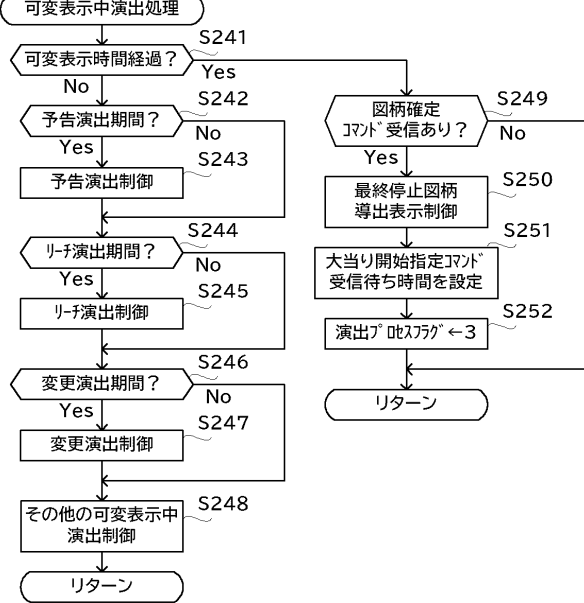 可変表示中演出処理
S241
可変表示時間経過？
Yes
No
S242
予告演出期間？
No
Yes
S243
予告演出制御
S244
ﾘｰﾁ演出期間？
No
Yes
S245
ﾘｰﾁ演出制御
S246
変更演出期間？
No
Yes
S247
変更演出制御
S248
その他の可変表示中
演出制御
リターン
S249
図柄確定
ｺﾏﾝﾄﾞ受信あり？
No
Yes
S250
最終停止図柄
導出表示制御
S251
大当り開始指定ｺﾏﾝﾄﾞ
受信待ち時間を設定
S252
演出ﾌﾟﾛｾｽﾌﾗｸﾞ←3
リターン